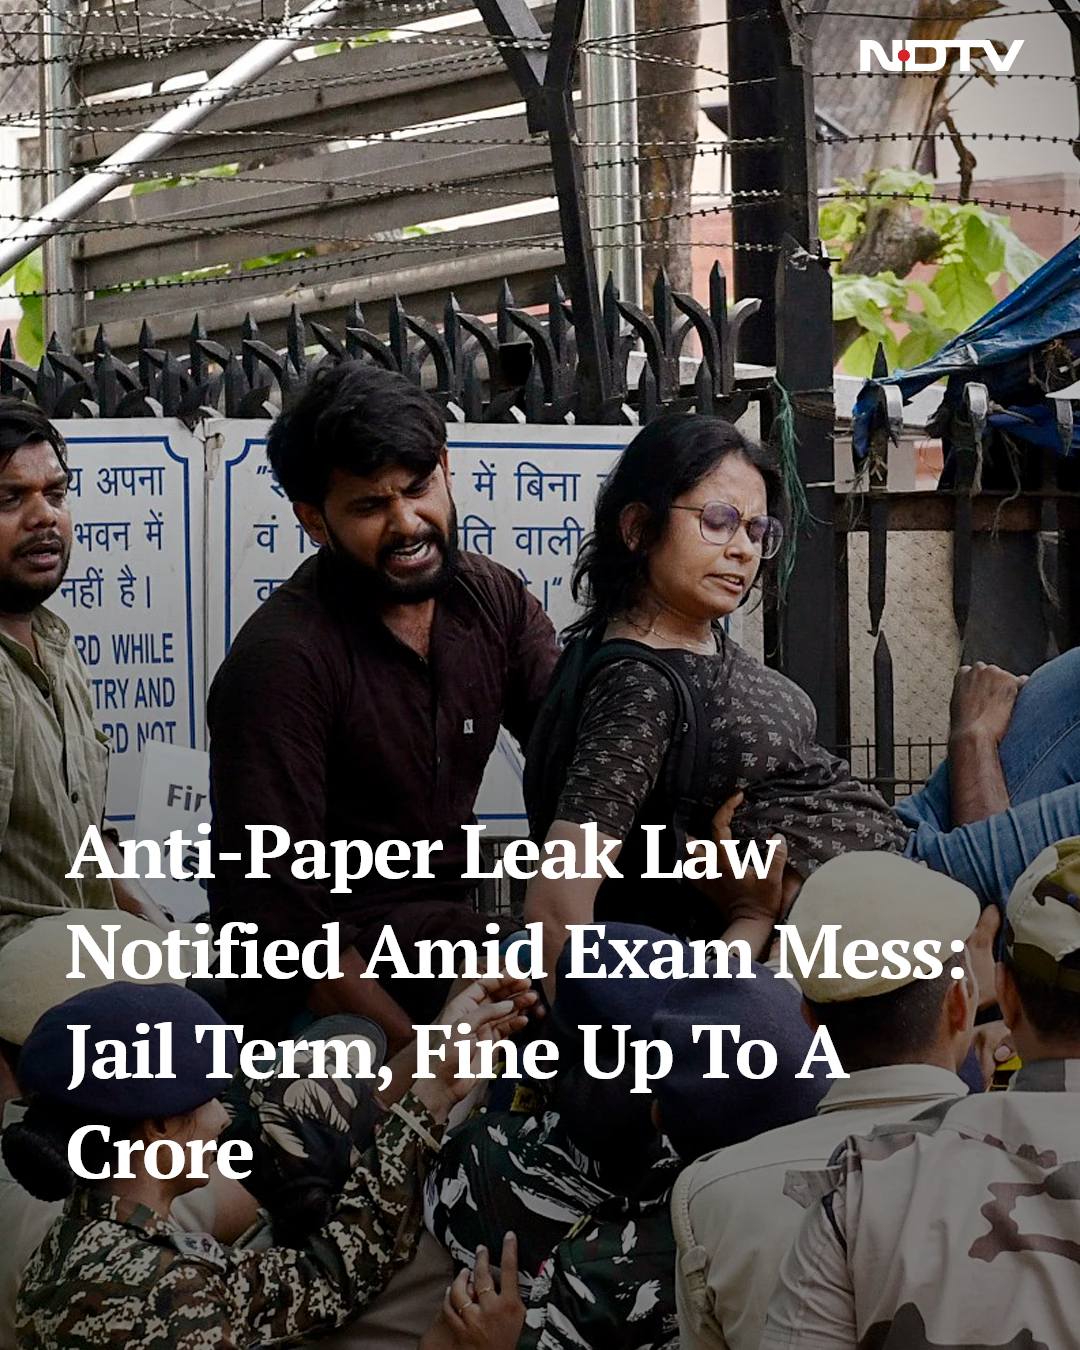 NDTV
य अपना
में बिना
भवन में
वं
ति वाली
नहीं है।
RD WHILE
TRY AND
RD NOT
Fir
Anti-Paper Leak Law
Notified Amid Exam Mess:
Jail Term, Fine Up To A
Crore